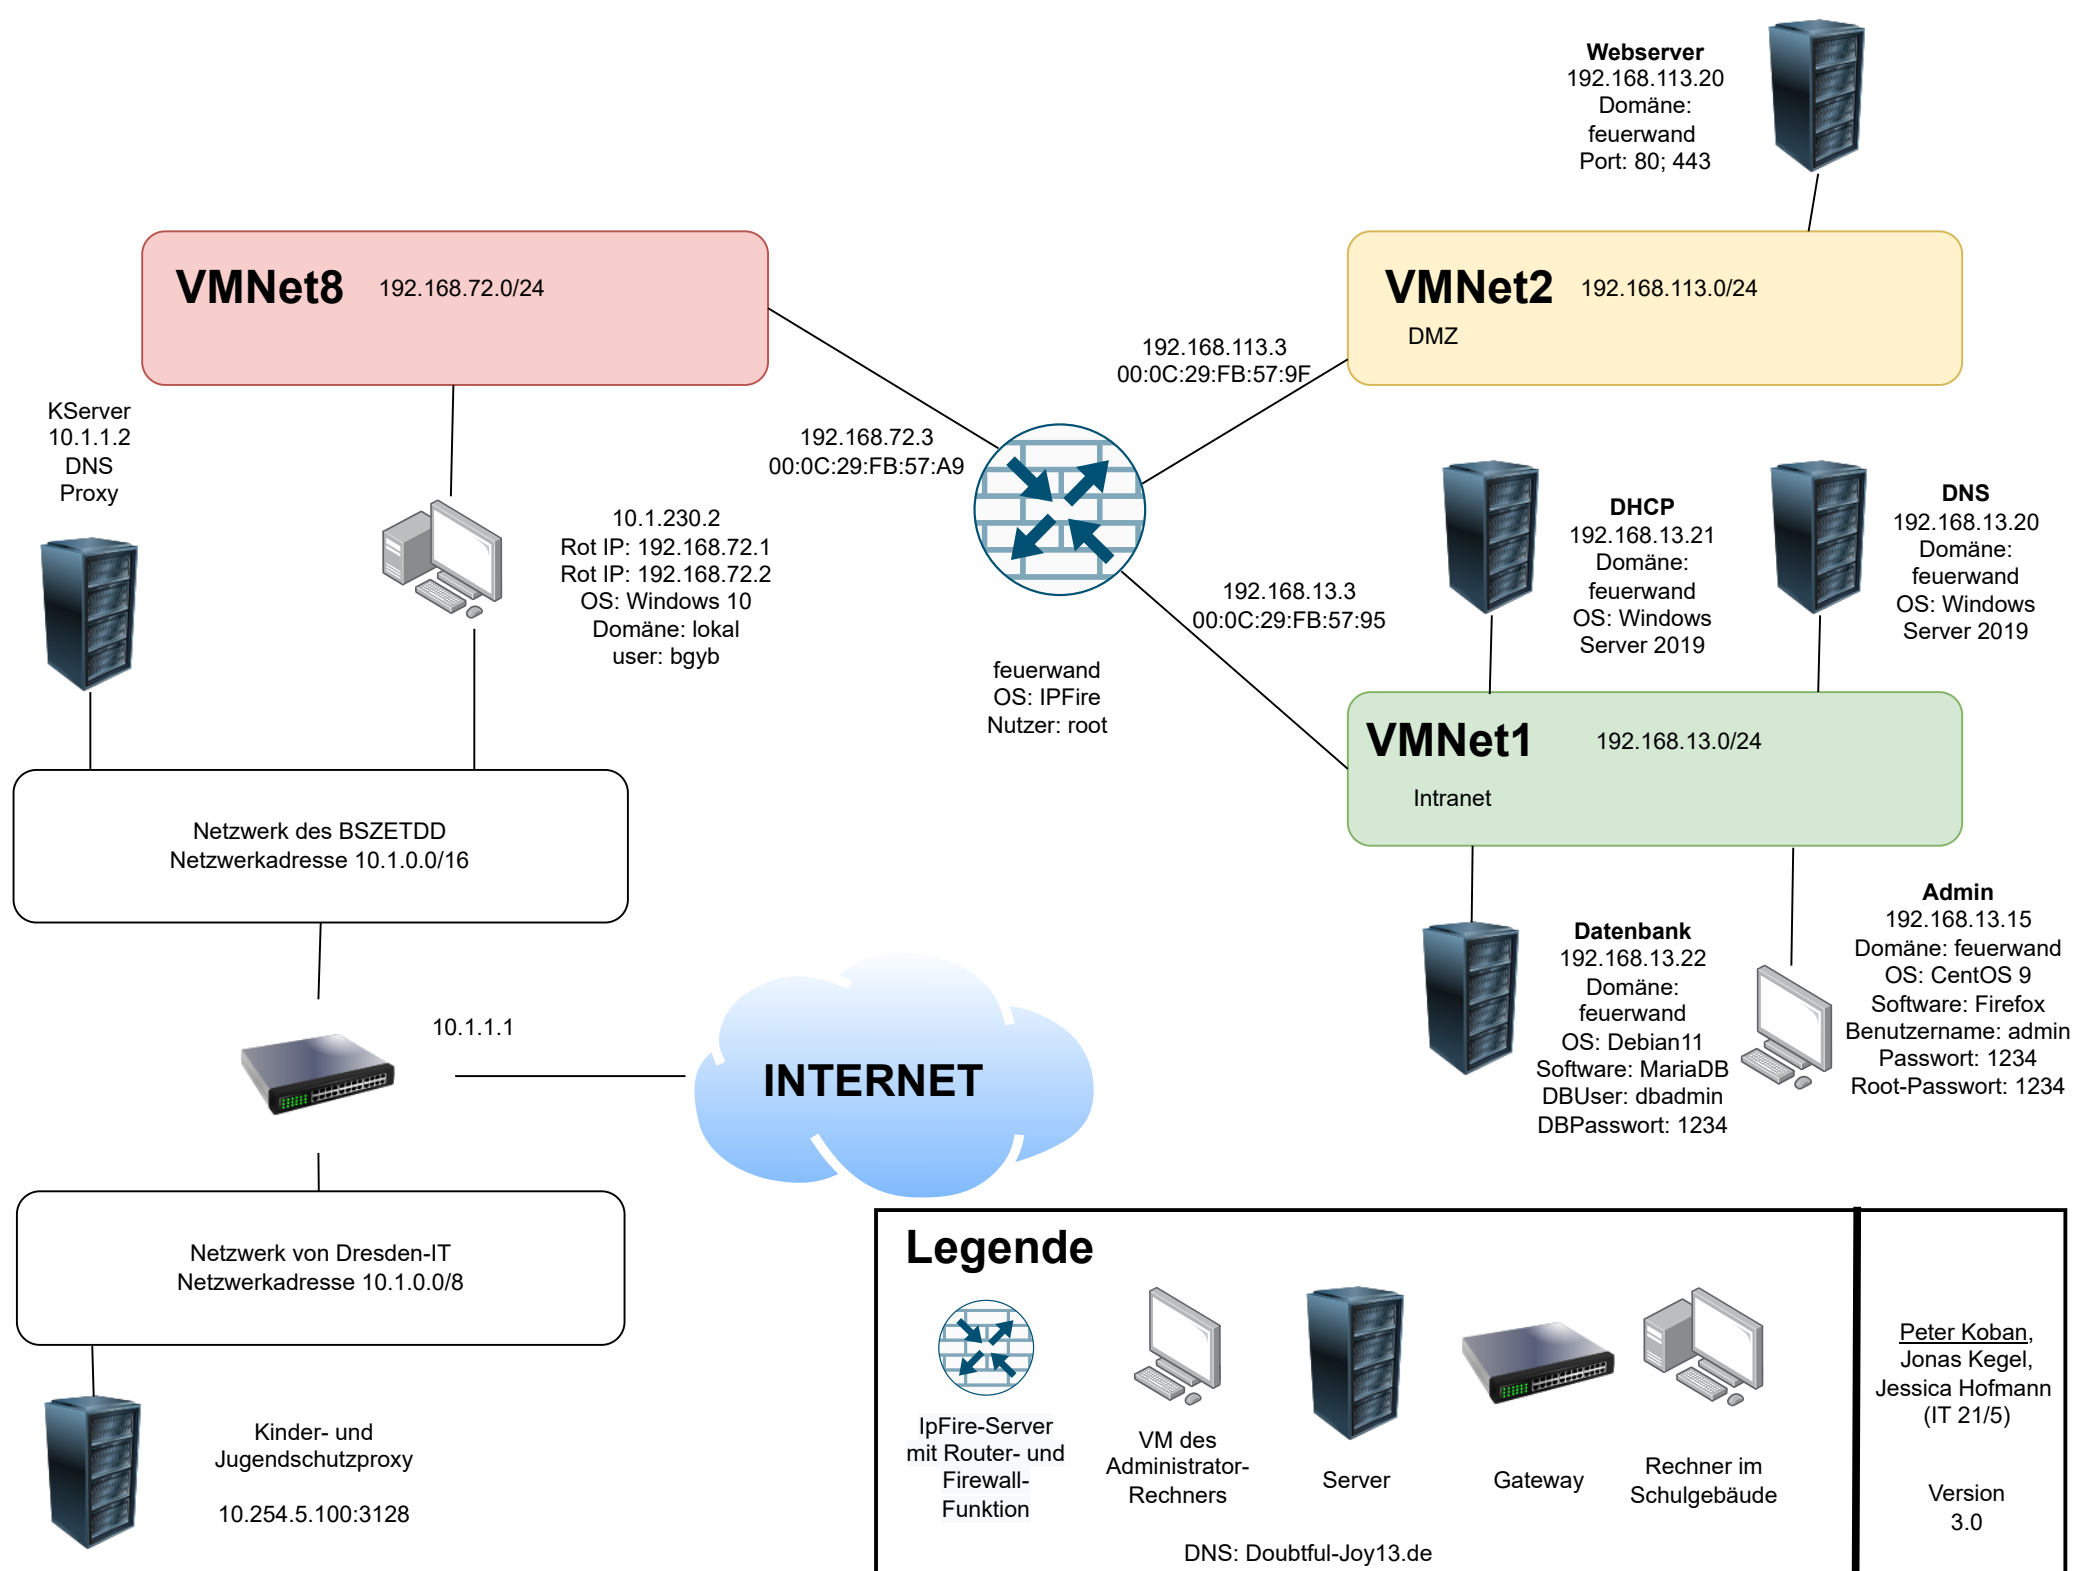 Webserver
192.168.113.20
Domäne:
feuerwand
Port: 80; 443
VMNet8
192.168.72.0/24
VMNet2
192.168.113.0/24
DMZ
192.168.113.3
00:0C:29:FB:57:9F
KServer
10.1.1.2
DNS
Proxy
192.168.72.3
00:0C:29:FB:57:A9
10.1.230.2
Rot IP: 192.168.72.1
Rot IP: 192.168.72.2
OS: Windows 10
Domäne: lokal
user: bgyb
DHCP
192.168.13.21
Domäne:
feuerwand
OS: Windows
Server 2019
DNS
192.168.13.20
Domäne:
feuerwand
OS: Windows
Server 2019
192.168.13.3
00:0C:29:FB:57:95
feuerwand
OS: IPFire
Nutzer: root
VMNet1
192.168.13.0/24
Intranet
Netzwerk des BSZETDD
Netzwerkadresse 10.1.0.0/16
Datenbank
192.168.13.22
Domäne:
feuerwand
OS: Debian11
Software: MariaDB
DBUser: dbadmin
DBPasswort: 1234
Admin
192.168.13.15
Domäne: feuerwand
OS: CentOS 9
Software: Firefox
Benutzername: admin
Passwort: 1234
Root-Passwort: 1234
10.1.1.1
INTERNET
Netzwerk von Dresden-IT
Netzwerkadresse 10.1.0.0/8
Kinder- und
Jugendschutzproxy
10.254.5.100:3128
Legende
IpFire-Server
mit Router- und
Firewall-
Funktion
VM des
Administrator-
Rechners
Server
Gateway
Rechner im
Schulgebäude
DNS: Doubtful-Joy13.de
Peter Koban,
Jonas Kegel,
Jessica Hofmann
(IT 21/5)
Version
3.0